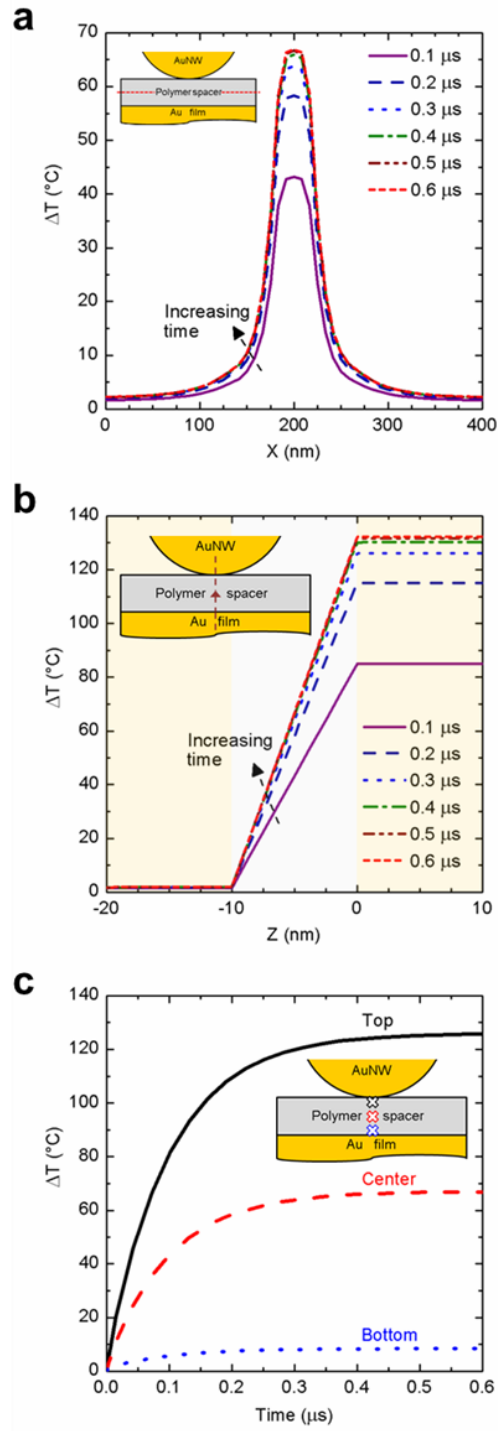 a
70
60
50
40
30
20
10
0
ΔT (°C)
AuNW
Polymer spacer
Au film
0.1 μs
0.2 μs
0.3 μs
0.4 μs
0.5 μs
0.6 μs
Increasing
time
0 100 200 300 400
X (nm)
b
140
120
100
80
60
40
20
0
ΔT (°C)
AuNW
Polymer spacer
Au film
Increasing
time
0.1 μs
0.2 μs
0.3 μs
0.4 μs
0.5 μs
0.6 μs
-20 -10 0 10
Z (nm)
c
140
120
100
80
60
40
20
0
ΔT (°C)
Top
AuNW
Polymer spacer
Au film
Center
Bottom
0.0 0.1 0.2 0.3 0.4 0.5 0.6
Time (μs)